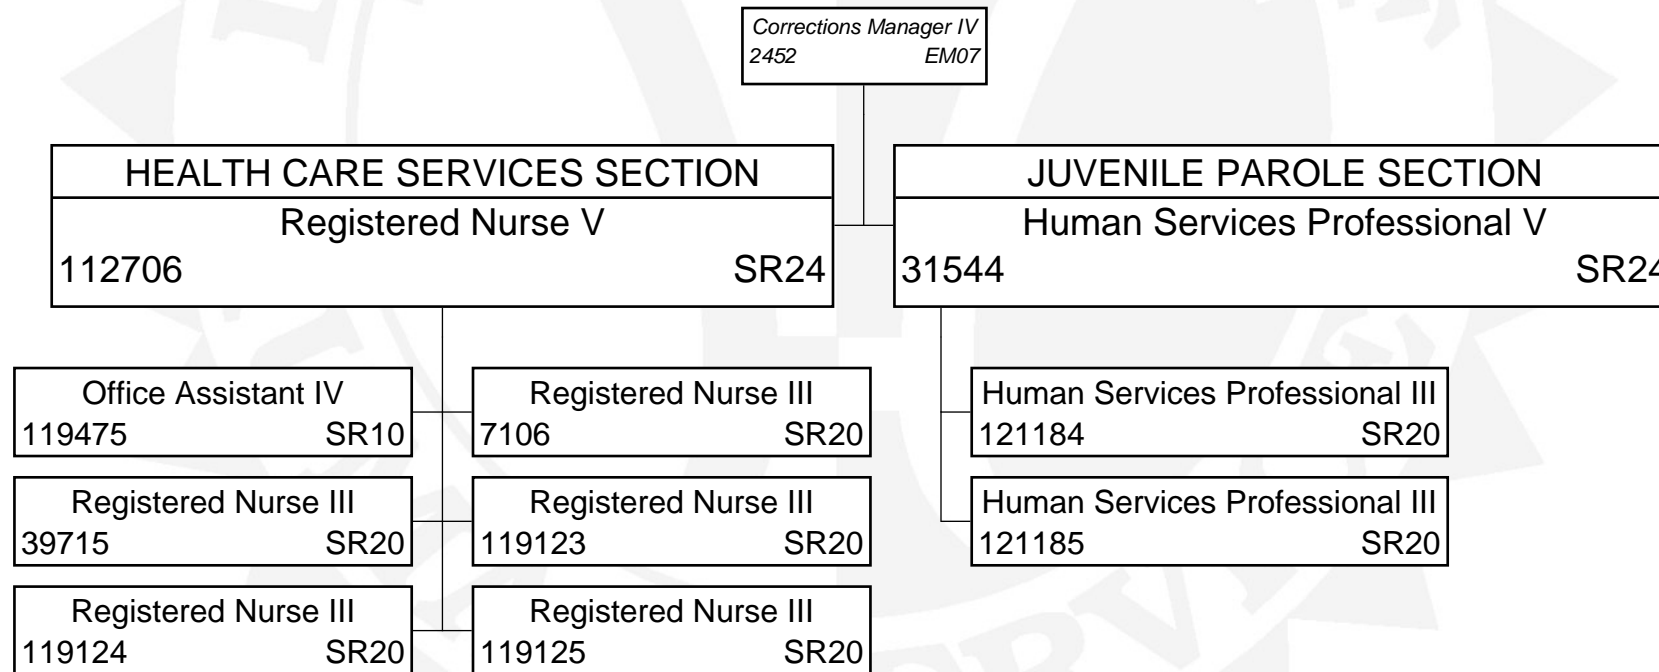 Corrections Manager IV
2452 EM07
HEALTH CARE SERVICES SECTION
Registered Nurse V
112706 SR24
JUVENILE PAROLE SECTION
Human Services Professional V
31544 SR24
Office Assistant IV
119475 SR10
Registered Nurse III
7106 SR20
Registered Nurse III
39715 SR20
Registered Nurse III
119123 SR20
Registered Nurse III
119124 SR20
Registered Nurse III
119125 SR20
Human Services Professional III
121184 SR20
Human Services Professional III
121185 SR20